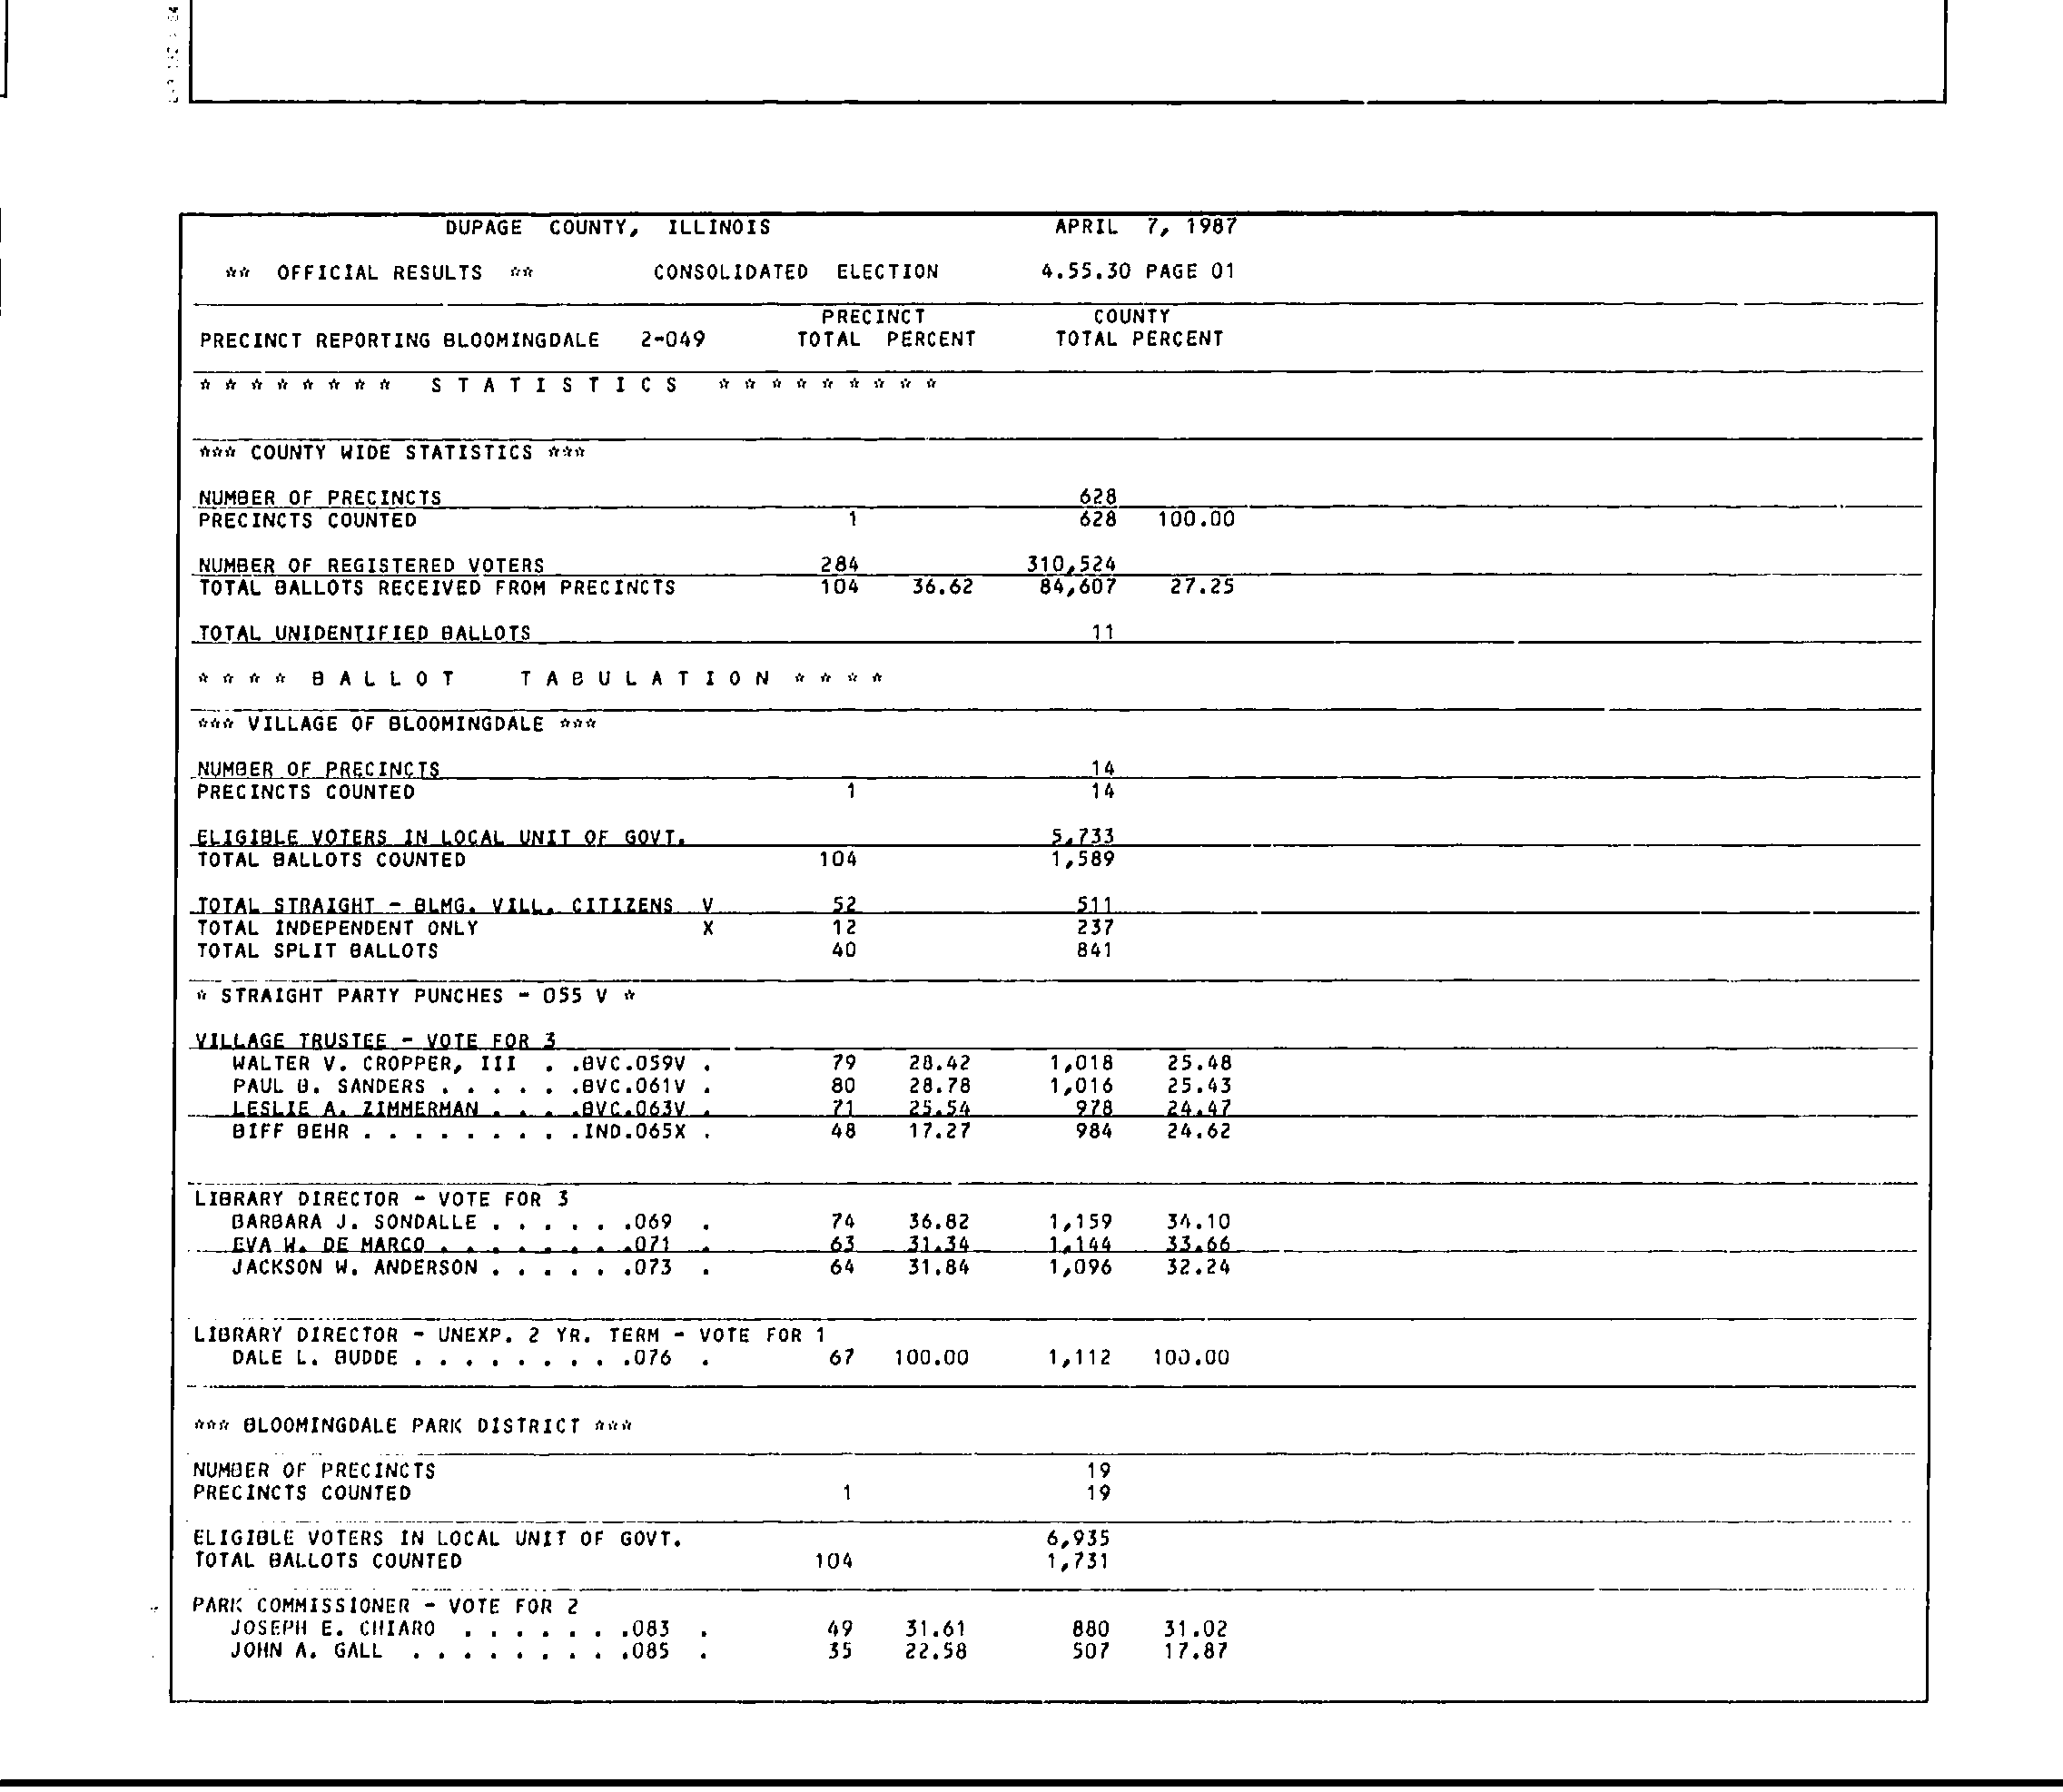 DUPAGE COUNTY, ILLINOIS APRIL 7, 1987
** OFFICIAL RESULTS ** CONSOLIDATED ELECTION 4.55.30 PAGE 01
PRECINCT COUNTY
PRECINCT REPORTING BLOOMINGDALE 2-049 TOTAL PERCENT TOTAL PERCENT
* * * * * * * * S T A T I S T I C S * * * * * * * * *
*** COUNTY WIDE STATISTICS ***
NUMBER OF PRECINCTS 628
PRECINCTS COUNTED 1 628 100.00
NUMBER OF REGISTERED VOTERS 284 310,524
TOTAL BALLOTS RECEIVED FROM PRECINCTS 104 36.62 84,607 27.25
TOTAL UNIDENTIFIED BALLOTS 11
* * * * B A L L O T T A B U L A T I O N * * * *
*** VILLAGE OF BLOOMINGDALE ***
NUMBER OF PRECINCTS 14
PRECINCTS COUNTED 1 14
ELIGIBLE VOTERS IN LOCAL UNIT OF GOVT. 5,733
TOTAL BALLOTS COUNTED 104 1,589
TOTAL STRAIGHT - BLMG. VILL. CITIZENS V 52 511
TOTAL INDEPENDENT ONLY X 12 237
TOTAL SPLIT BALLOTS 40 841
* STRAIGHT PARTY PUNCHES - 055 V *
VILLAGE TRUSTEE - VOTE FOR 3
WALTER V. CROPPER, III . .BVC.059V . 79 28.42 1,018 25.48
PAUL B. SANDERS . . . . . .BVC.061V . 80 28.78 1,016 25.43
LESLIE A. ZIMMERMAN . . . .BVC.063V . 71 25.54 978 24.47
BIFF BEHR . . . . . . . . .IND.065X . 48 17.27 984 24.62
LIBRARY DIRECTOR - VOTE FOR 3
BARBARA J. SONDALLE . . . . . .069 . 74 36.82 1,159 34.10
EVA W. DE MARCO . . . . . . . .071 . 63 31.34 1,144 33.66
JACKSON W. ANDERSON . . . . . .073 . 64 31.84 1,096 32.24
LIBRARY DIRECTOR - UNEXP. 2 YR. TERM - VOTE FOR 1
DALE L. BUDDE . . . . . . . . .076 . 67 100.00 1,112 100.00
*** BLOOMINGDALE PARK DISTRICT ***
NUMBER OF PRECINCTS 19
PRECINCTS COUNTED 1 19
ELIGIBLE VOTERS IN LOCAL UNIT OF GOVT. 6,935
TOTAL BALLOTS COUNTED 104 1,731
PARK COMMISSIONER - VOTE FOR 2
JOSEPH E. CHIARO . . . . . . .083 . 49 31.61 880 31.02
JOHN A. GALL . . . . . . . . .085 . 35 22.58 507 17.87